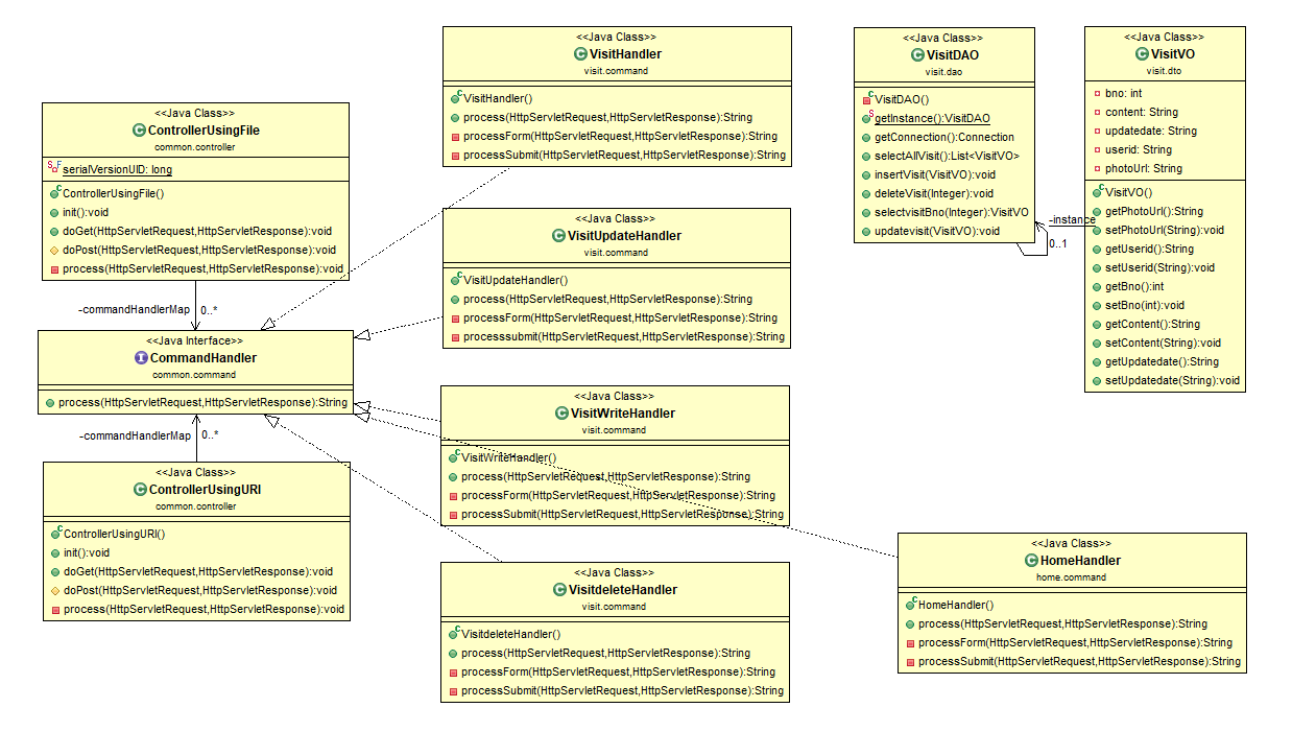 <<Java Class>>
ControllerUsingFile
common.controller
serialVersionUID: long
ControllerUsingFile()
init():void
doGet(HttpServletRequest,HttpServletResponse):void
doPost(HttpServletRequest,HttpServletResponse):void
process(HttpServletRequest,HttpServletResponse):void
-commandHandlerMap
0..*
<<Java Interface>>
CommandHandler
common.command
process(HttpServletRequest,HttpServletResponse):String
-commandHandlerMap
0..*
<<Java Class>>
ControllerUsingURI
common.controller
ControllerUsingURI()
init():void
doGet(HttpServletRequest,HttpServletResponse):void
doPost(HttpServletRequest,HttpServletResponse):void
process(HttpServletRequest,HttpServletResponse):void
<<Java Class>>
VisitHandler
visit.command
VisitHandler()
process(HttpServletRequest,HttpServletResponse):String
processForm(HttpServletRequest,HttpServletResponse):String
processSubmit(HttpServletRequest,HttpServletResponse):String
<<Java Class>>
VisitUpdateHandler
visit.command
VisitUpdateHandler()
process(HttpServletRequest,HttpServletResponse):String
processForm(HttpServletRequest,HttpServletResponse):String
processsubmit(HttpServletRequest,HttpServletResponse):String
<<Java Class>>
VisitWriteHandler
visit.command
VisitWriteHandler()
process(HttpServletRequest,HttpServletResponse):String
processForm(HttpServletRequest,HttpServletResponse):String
processSubmit(HttpServletRequest,HttpServletResponse):String
<<Java Class>>
VisitdeleteHandler
visit.command
VisitdeleteHandler()
process(HttpServletRequest,HttpServletResponse):String
processForm(HttpServletRequest,HttpServletResponse):String
processSubmit(HttpServletRequest,HttpServletResponse):String
<<Java Class>>
VisitDAO
visit.dao
VisitDAO()
getInstance():VisitDAO
getConnection():Connection
selectAllVisit():List<VisitVO>
insertVisit(VisitVO):void
deleteVisit(Integer):void
selectvisitBno(Integer):VisitVO
updatevisit(VisitVO):void
-instance
0..1
<<Java Class>>
VisitVO
visit.dto
bno: int
content: String
updatedate: String
userid: String
photoUrl: String
VisitVO()
getPhotoUrl():String
setPhotoUrl(String):void
getUserid():String
setUserid(String):void
getBno():int
setBno(int):void
getContent():String
setContent(String):void
getUpdatedate():String
setUpdatedate(String):void
<<Java Class>>
HomeHandler
home.command
HomeHandler()
process(HttpServletRequest,HttpServletResponse):String
processForm(HttpServletRequest,HttpServletResponse):String
processSubmit(HttpServletRequest,HttpServletResponse):String